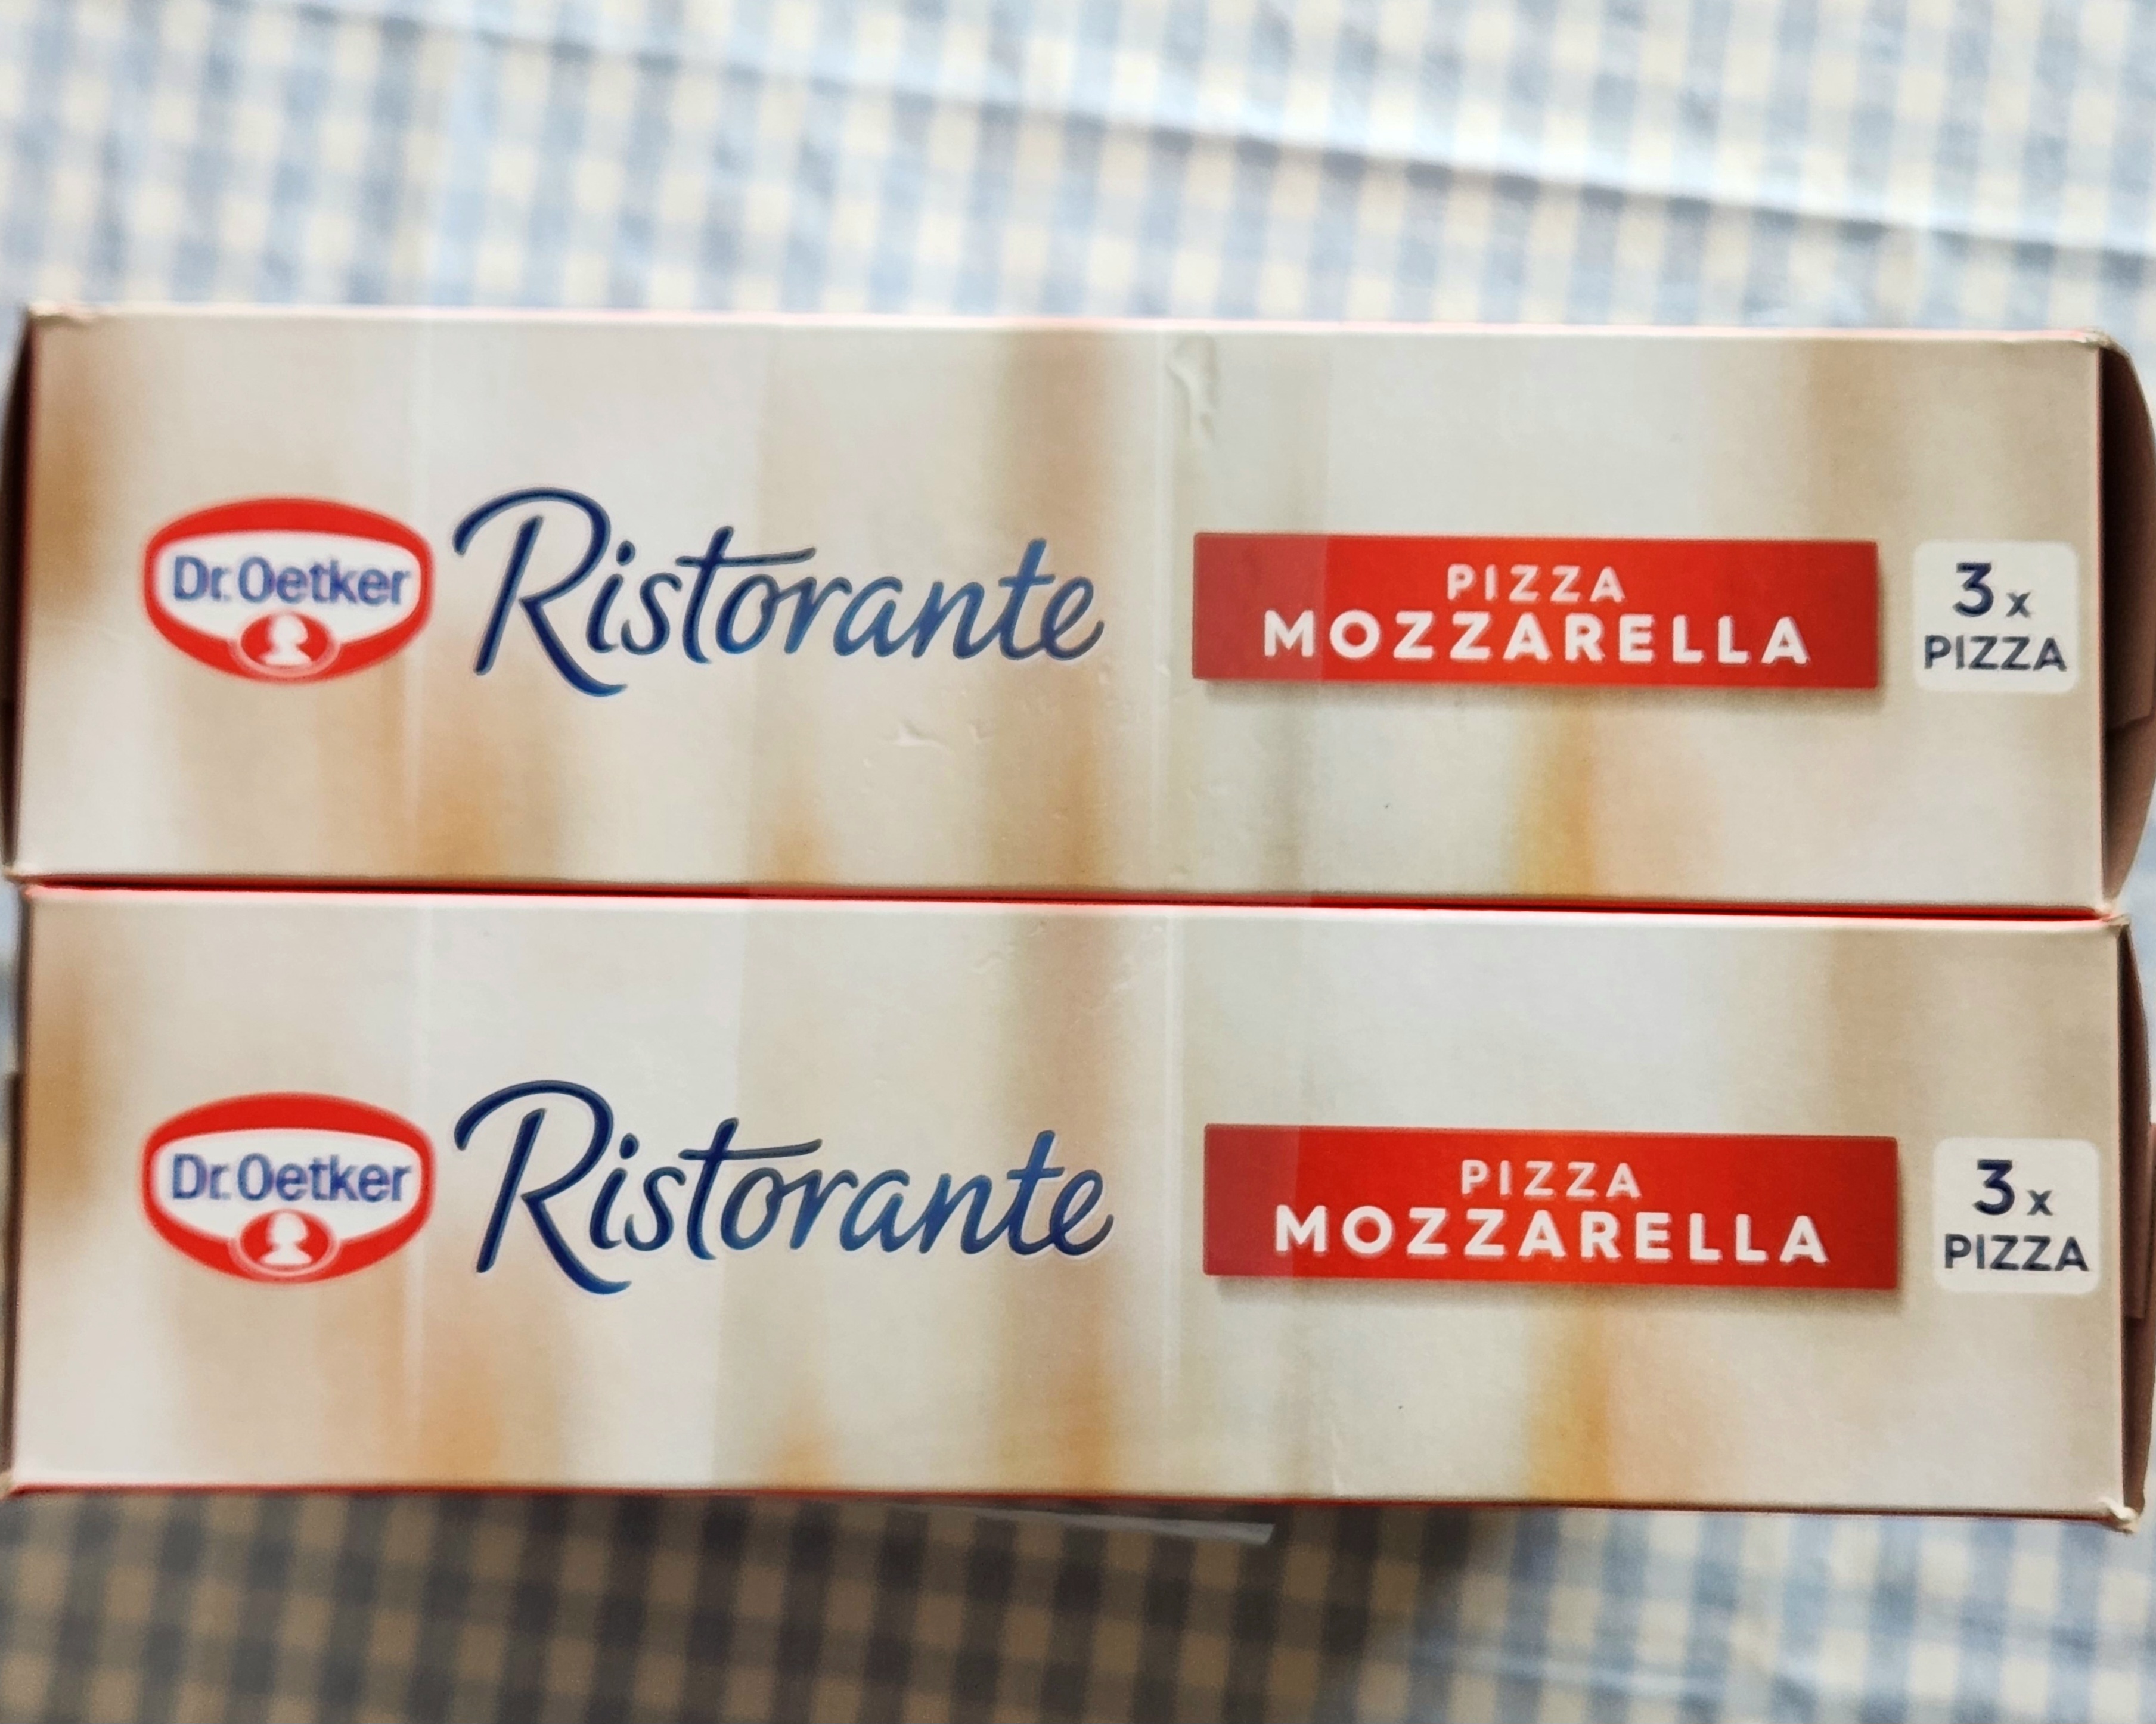 Dr.Oetker
Ristorante
PIZZA
MOZZARELLA
3x
PIZZA
Dr.Oetker
Ristorante
PIZZA
MOZZARELLA
3x
PIZZA